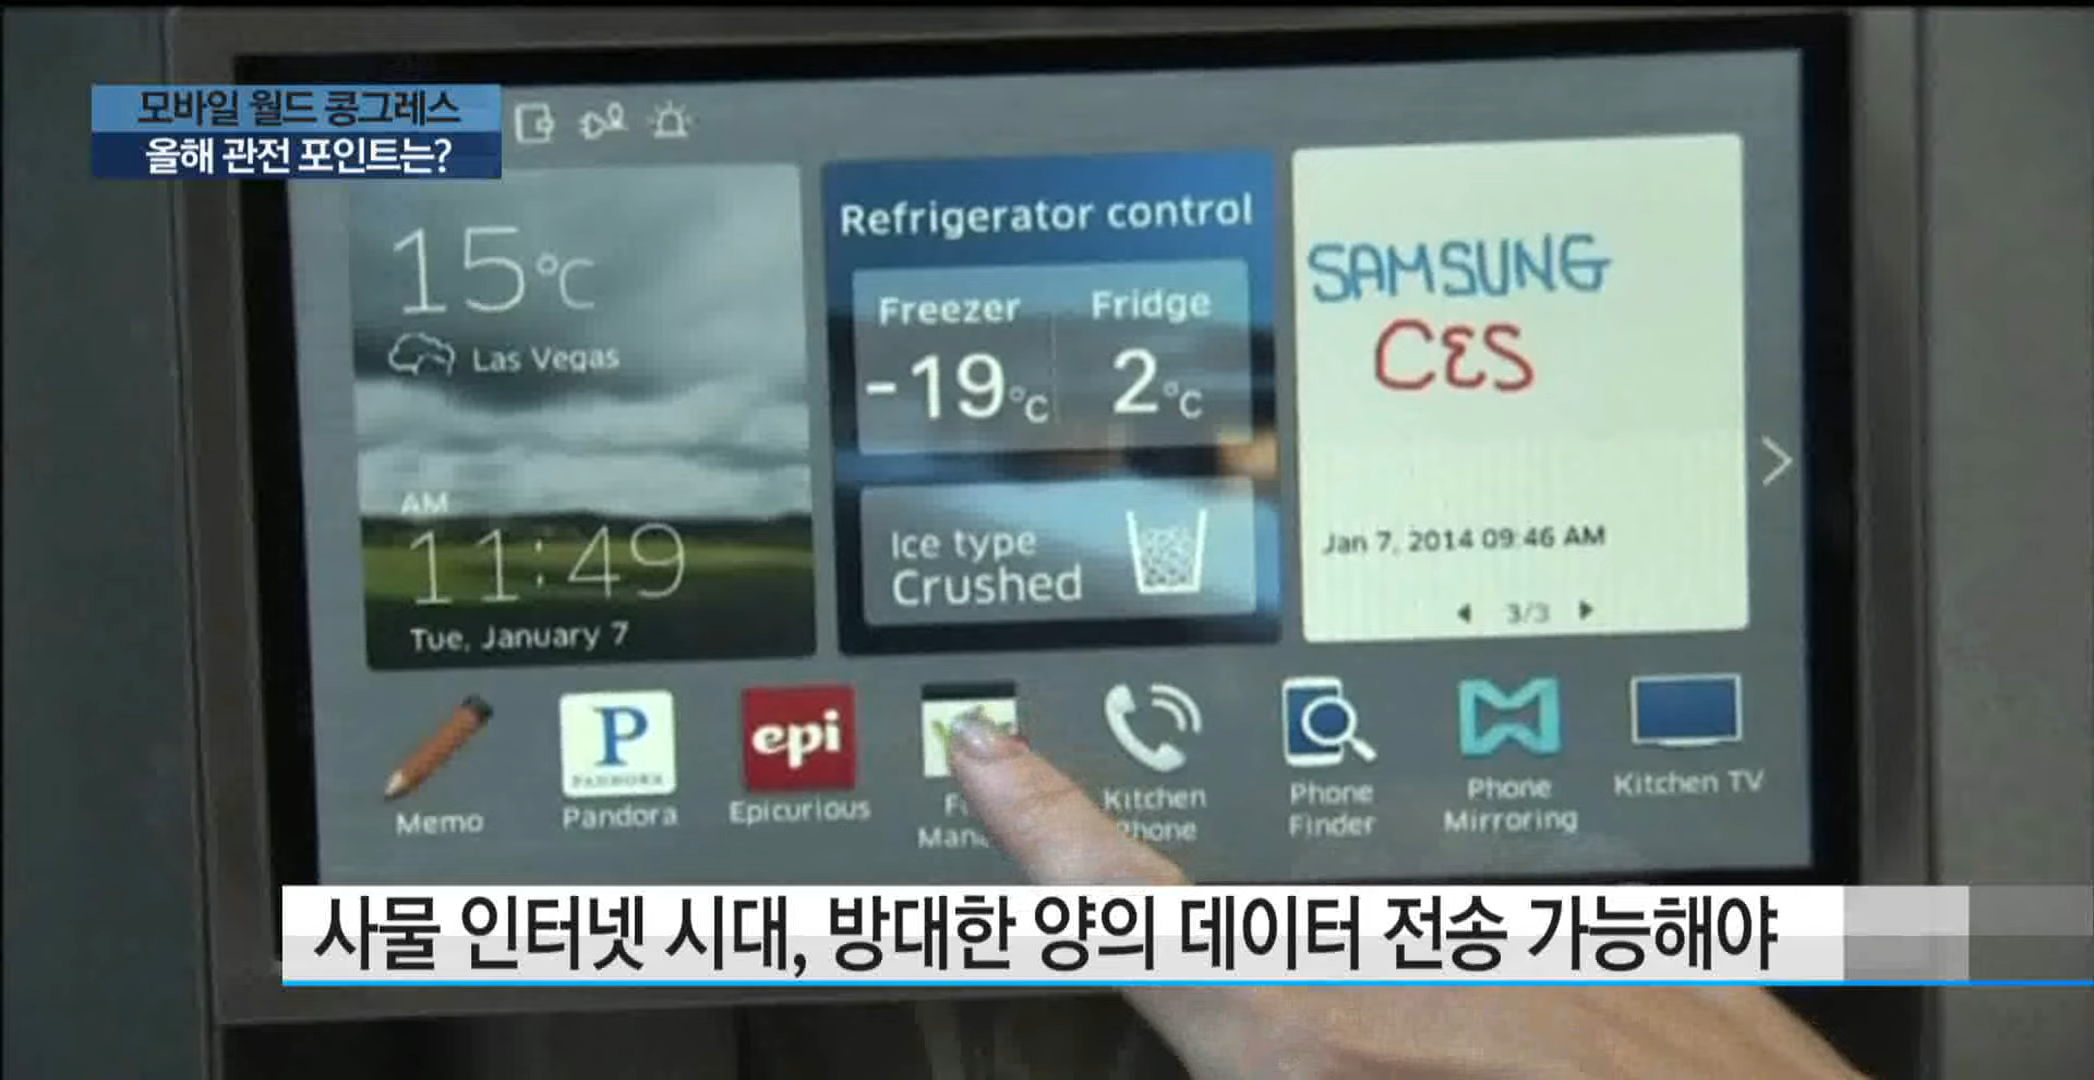 모바일 월드 콩그레스
올해 관전 포인트는?
15°C
Las Vegas
AM
11:49
Tue, January 7
Refrigerator control
Freezer
Fridge
-19°C
2°C
Ice type
Crushed
SAMSUNG
CES
Jan 7, 2014 09:46 AM
3/3
P
PANDORA
epi
Memo
Pandora
Epicurious
Kitchen
Phone
Phone
Finder
Phone
Mirroring
Kitchen TV
사물 인터넷 시대, 방대한 양의 데이터 전송 가능해야